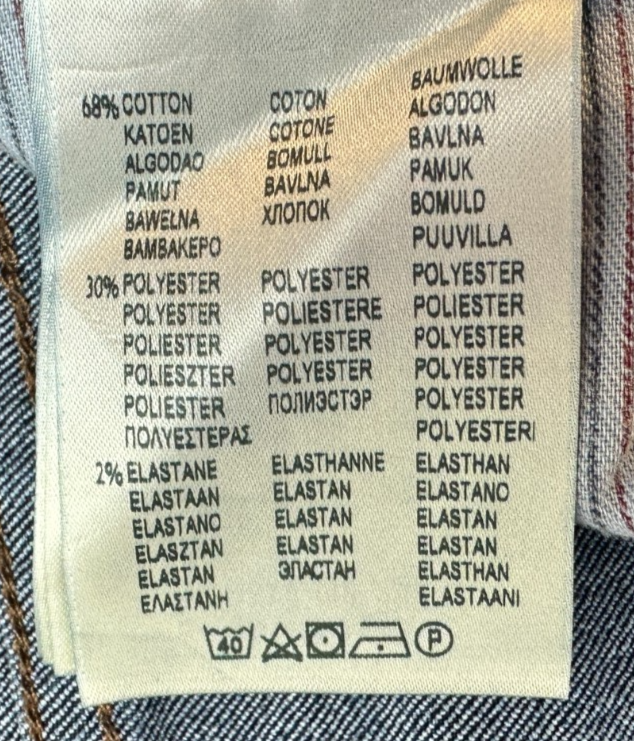 BAUMWOLLE
68% COTTON COTON ALGODON
KATOEN COTONE BAVLNA
ALGODAO BOMULL PAMUK
PAMUT BAVLNA BOMULD
BAWEŁNA ХЛОПОК PUUVILLA
ΒΑΜΒΑΚΕΡΟ
30% POLYESTER POLYESTER POLYESTER
POLYESTER POLIESTERE POLIESTER
POLIESTER POLYESTER POLYESTER
POLIESZTER POLYESTER POLYESTER
POLIESTER ПОЛИЭСТЭР POLYESTER
ΠΟΛΥΕΣΤΕΡΑΣ POLYESTERI
2% ELASTANE ELASTHANNE ELASTHAN
ELASTAAN ELASTAN ELASTANO
ELASTANO ELASTAN ELASTAN
ELASZTAN ELASTAN ELASTAN
ELASTAN ЭЛАСТАН ELASTHAN
ΕΛΑΣΤΑΝΗ ELASTAANI
40 P